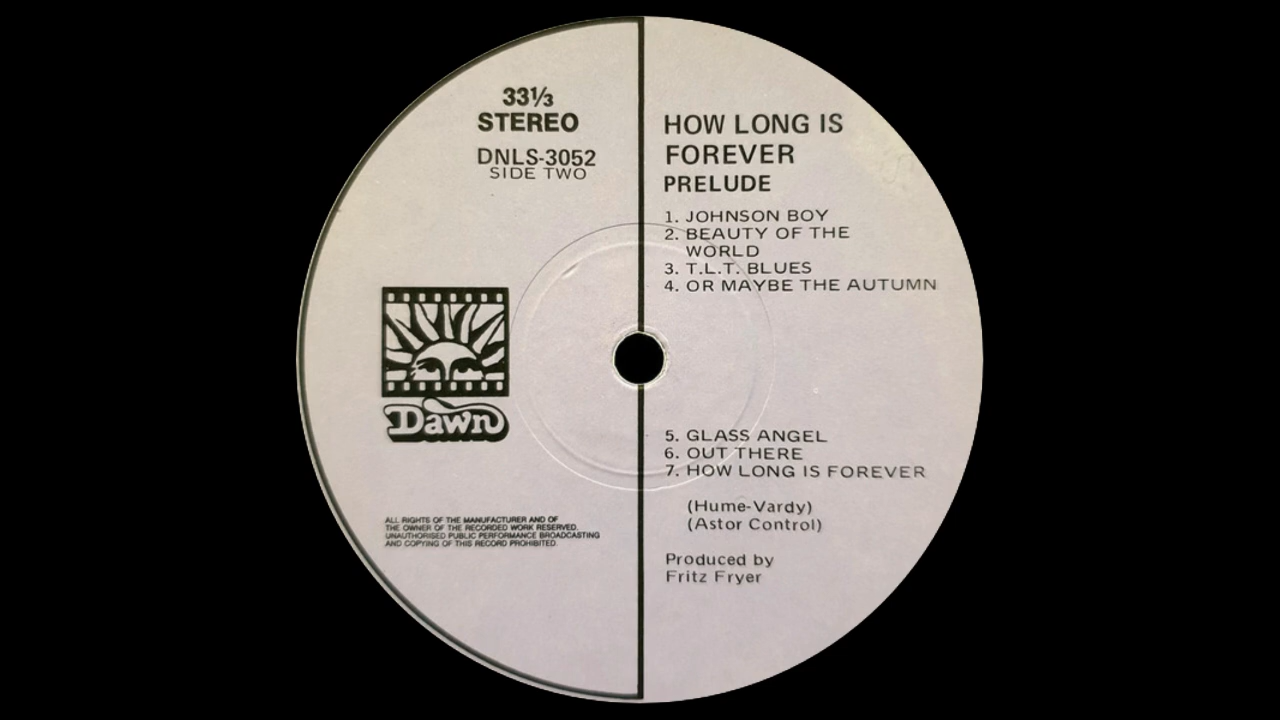 33⅓
STEREO
DNLS-3052
SIDE TWO
Dawn
ALL RIGHTS OF THE MANUFACTURER AND OF
THE OWNER OF THE RECORDED WORK RESERVED.
UNAUTHORISED PUBLIC PERFORMANCE BROADCASTING
AND COPYING OF THIS RECORD PROHIBITED.
HOW LONG IS
FOREVER
PRELUDE
1. JOHNSON BOY
2. BEAUTY OF THE
WORLD
3. T.L.T. BLUES
4. OR MAYBE THE AUTUMN
5. GLASS ANGEL
6. OUT THERE
7. HOW LONG IS FOREVER
(Hume-Vardy)
(Astor Control)
Produced by
Fritz Fryer